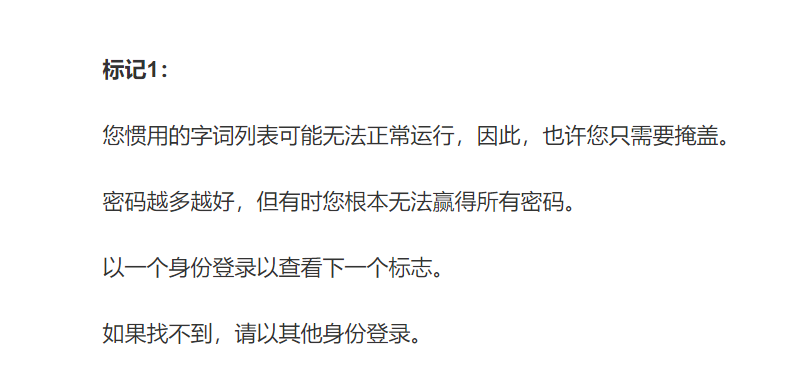 标记1：
您惯用的字词列表可能无法正常运行，因此，也许您只需要掩盖。
密码越多越好，但有时您根本无法赢得所有密码。
以一个身份登录以查看下一个标志。
如果找不到，请以其他身份登录。